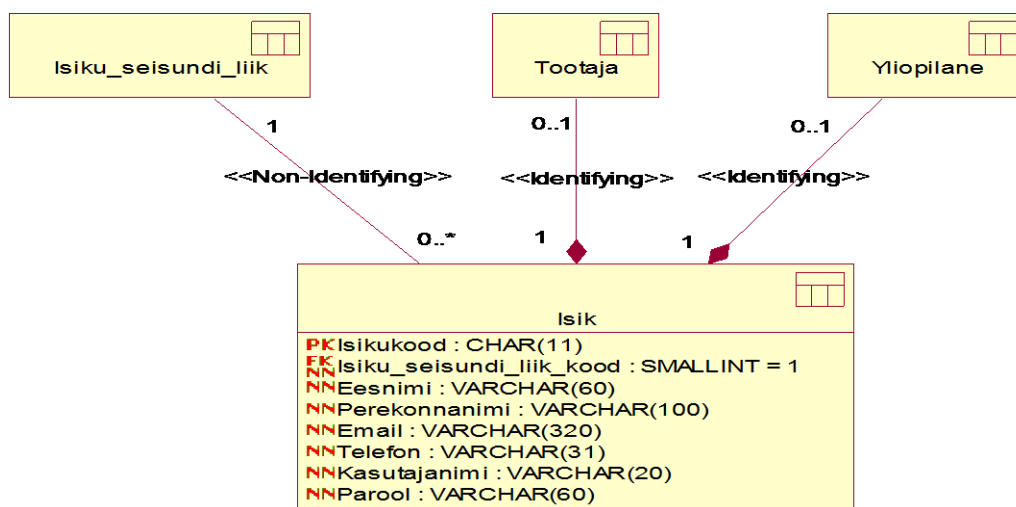 Isiku_seisundi_liik
Tootaja
Yliopilane
1
0..1
0..1
<<Non-Identifying>>
<<Identifying>>
<<Identifying>>
0..*
1
1
Isik
PK Isikukood : CHAR(11)
FK NN Isiku_seisundi_liik_kood : SMALLINT = 1
NN Eesnimi : VARCHAR(60)
NN Perekonnanimi : VARCHAR(100)
NN Email : VARCHAR(320)
NN Telefon : VARCHAR(31)
NN Kasutajanimi : VARCHAR(20)
NN Parool : VARCHAR(60)